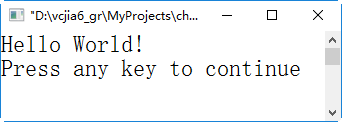 "D:\vcjia6_gr\MyProjects\ch...
Hello World!
Press any key to continue